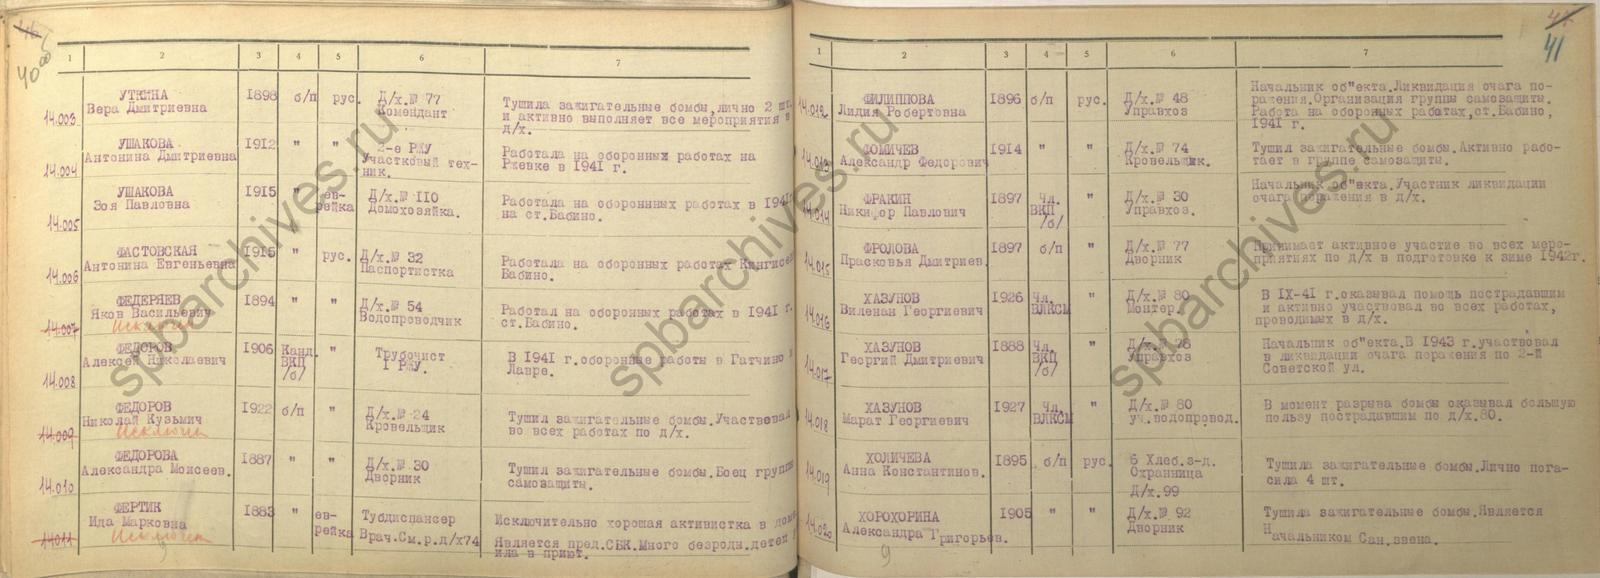 46
40 об
1 2 3 4 5 6 7
14.003
УТКИНА
Вера Дмитриевна
1898
б/п
рус.
Д/х.№ 77
Комендант
Тушила зажигательные бомбы.лично 2 шт.
и активно выполняет все мероприятия в
д/х.
14.004
УШАКОВА
Антонина Дмитриевна
1912
"
"
2-е РЖУ
Участковый тех-
ник.
Работала на оборонных работах на
Ржевке в 1941 г.
14.005
УШАКОВА
Зоя Павловна
1915
"
ев-
рейка
Д/х.№ 110
Домохозяйка.
Работала на оборонных работах в 1941г.
на ст.Бабино.
14.006
ФАСТОВСКАЯ
Антонина Евгеньевна
1915
"
рус.
Д/х.№ 32
Паспортистка
Работала на оборонных работах Кингисеп
Бабино.
14.007
ФЕДЕРЯЕВ
Яков Васильевич
Исключен
1894
"
"
Д/х.№ 54
Водопроводчик
Работал на оборонных работах в 1941 г.
ст.Бабино.
14.008
ФЕДОРОВ
Алексей Николаевич
1906
Канд.
ВКП
/б/
"
Трубочист
1 РЖУ.
В 1941 г.оборонные работы в Гатчино и
Лавре.
14.009
ФЕДОРОВ
Николай Кузьмич
Исключен
1922
б/п
"
Д/х.№ 24
Кровельщик
Тушил зажигательные бомбы.Участвовал
во всех работах по д/х.
14.010
ФЕДОРОВА
Александра Моисеев.
1887
"
"
Д/х.№ 30
Дворник
Тушил зажигательные бомбы.Боец группы
самозащиты.
14.011
ФЕРТИК
Ида Марковна
Исключен
1883
"
ев-
рейка
Тубдиспансер
Врач.См.р.д/х74
Исключительно хорошая активистка в дома
Является пред.СБК.Много безродн.детей
ила в приют.
41
1 2 3 4 5 6 7
14.012
ФИЛИППОВА
Лидия Робертовна
1896
б/п
рус.
Д/х.№ 48
Управхоз
Начальник об"екта.Ликвидация очага по-
ражения.Организация группы самозащиты.
Работа на оборонных работах,ст.Бабино,
1941 г.
14.013
ФОМИЧЕВ
Александр Федорович
1914
"
"
Д/х.№ 74
Кровельщик.
Тушил зажигательные бомбы.Активно рабо-
тает в группе самозащиты.
14.014
ФРАКИН
Никифор Павлович
1897
Чл.
ВКП
/б/
"
Д/х.№ 30
Управхоз.
Начальник об"екта.Участник ликвидации
очага поражения в д/х.
14.015
ФРОЛОВА
Прасковья Дмитриев.
1897
б/п
"
Д/х.№ 77
Дворник
Принимает активное участие во всех меро-
приятиях по д/х в подготовке к зиме 1942г.
14.016
ХАЗУНОВ
Виленан Георгиевич
1926
Чл.
ВЛКСМ
"
Д/х.№ 80
Монтер.
В IX-41 г.оказывал помощь пострадавшим
и активно участвовал во всех работах,
проводимых в д/х.
14.017
ХАЗУНОВ
Георгий Дмитриевич
1888
Чл.
ВКП
/б/
"
Д/х.№ 28
Управхоз
Начальник об"екта.В 1943 г.участвовал
в ликвидации очага поражения по 2-й
Советской ул.
14.018
ХАЗУНОВ
Марат Георгиевич
1927
Чл.
ВЛКСМ
"
Д/х.№ 80
уч.водопровод.
В момент разрыва бомбы оказывал большую
пользу пострадавшим по д/х.80.
14.019
ХОЛИЧЕВА
Анна Константинов.
1895
б/п
рус.
6 Хлеб.з-д.
Охранница
Д/х.99
Тушила зажигательные бомбы.Лично пога-
сила 4 шт.
14.020
ХОРОХОРИНА
Александра Григорьев.
1905
"
"
Д/х.№ 92
Дворник
Тушила зажигательные бомбы.Является
Н
ачальником Сан.звена.
9
spbarchives.ru
spbarchives.ru
spbarchives.ru